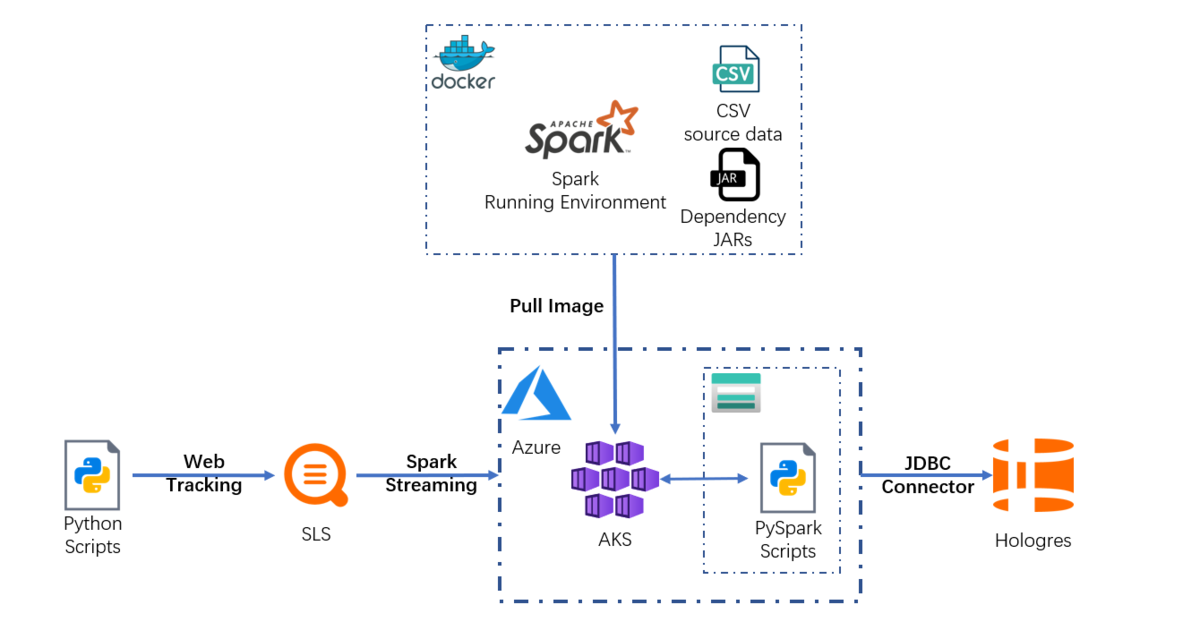 docker
APACHE
Spark™
Spark
Running Environment
CSV
CSV
source data
JAR
Dependency
JARs
Pull Image
Azure
Python
Scripts
Web
Tracking
SLS
Spark
Streaming
AKS
PySpark
Scripts
JDBC
Connector
Hologres